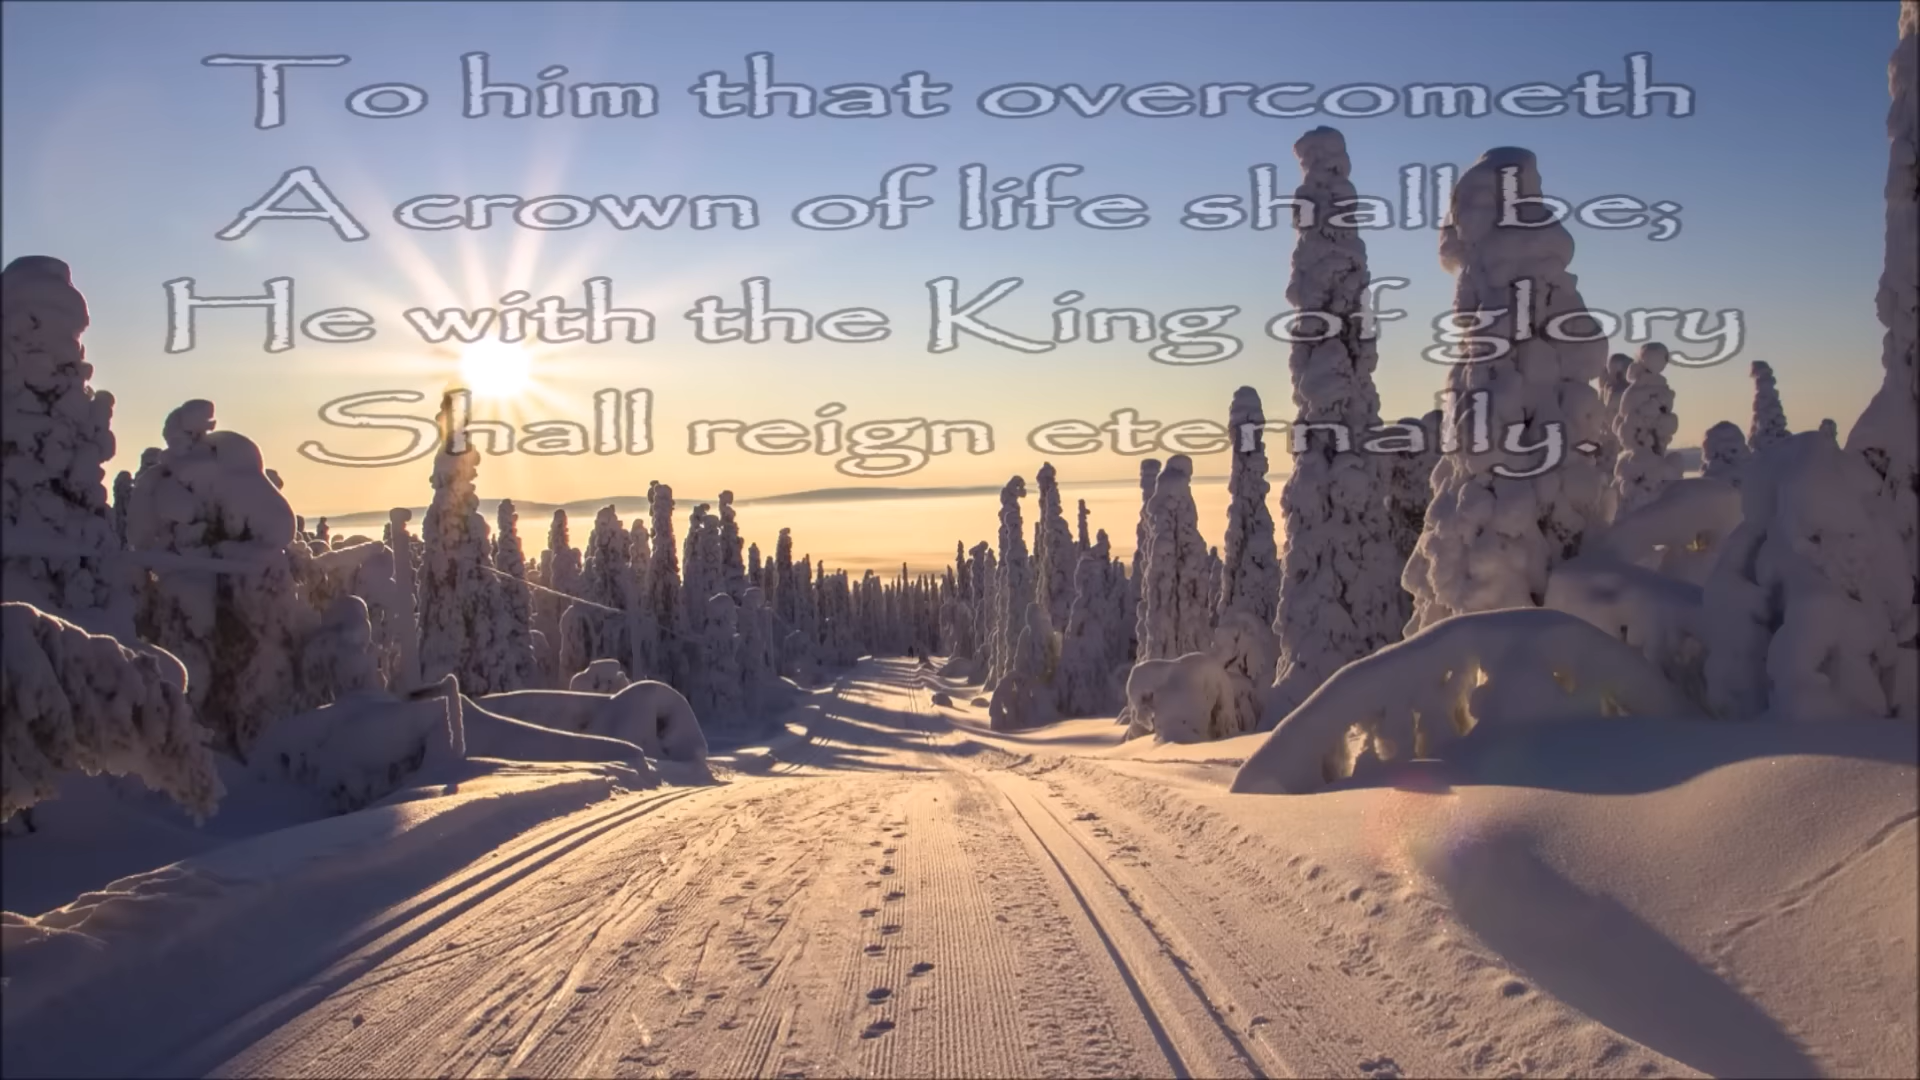 To him that overcometh
A crown of life shall be;
He with the King of glory
Shall reign eternally.